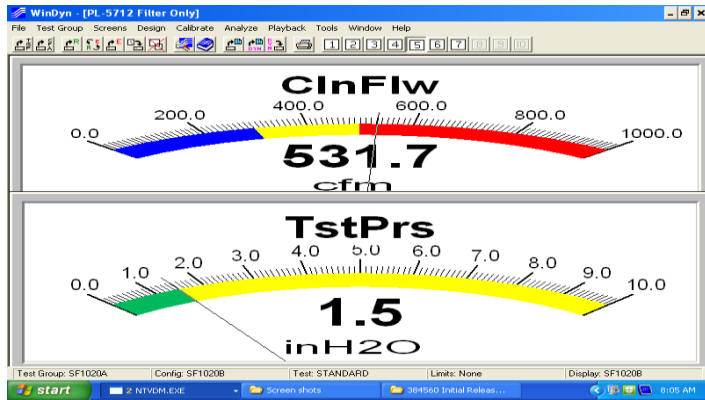 WinDyn - [PL-5712 Filter Only]
File Test Group Screens Design Calibrate Analyze Playback Tools Window Help
1 2 3 4 5 6 7 8 9 10
ClnFlw
0.0 200.0 400.0 600.0 800.0 1000.0
531.7
cfm
TstPrs
0.0 1.0 2.0 3.0 4.0 5.0 6.0 7.0 8.0 9.0 10.0
1.5
inH2O
Test Group: SF1020A Config: SF1020B Test: STANDARD Limits: None Display: SF1020B
start 2 NTVDM.EXE Screen shots 384560 Initial Releas... 8:05 AM